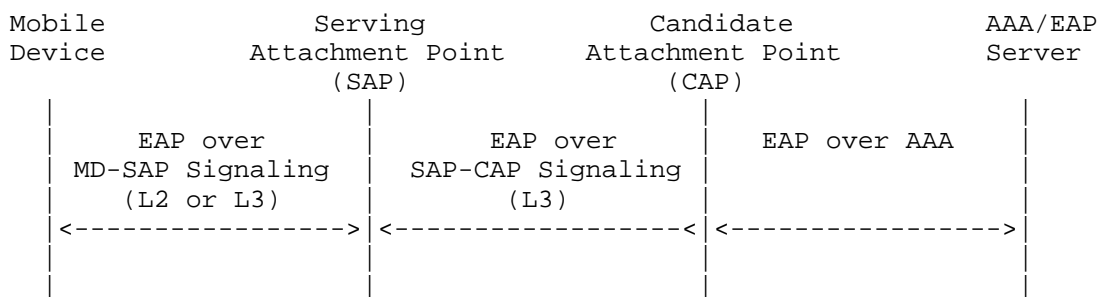 Mobile Serving Candidate AAA/EAP
Device Attachment Point Attachment Point Server
(SAP) (CAP)
| | | |
| EAP over | EAP over | EAP over AAA |
| MD-SAP Signaling | SAP-CAP Signaling | |
| (L2 or L3) | (L3) | |
|<----------------->|<------------------<|<----------------->|
| | | |
| | | |